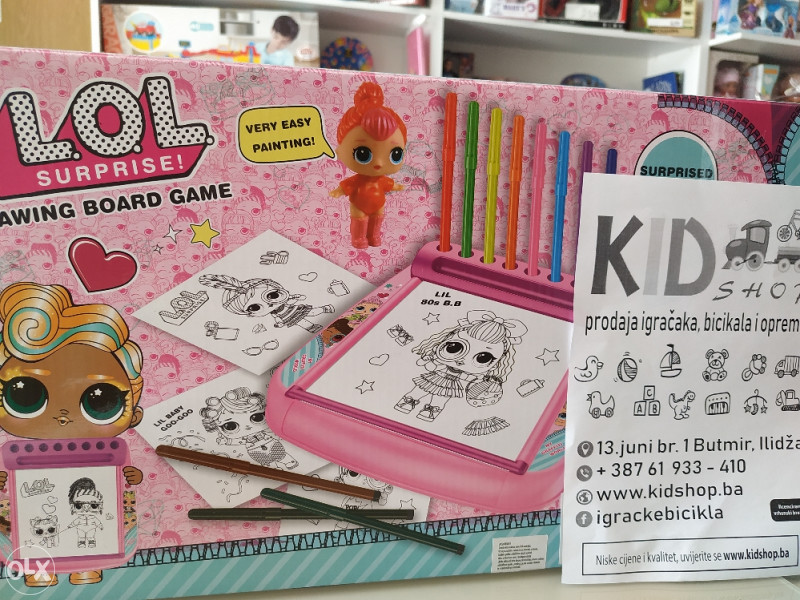 L.O.L.
SURPRISE!
AWING BOARD GAME
VERY EASY
PAINTING!
SURPRISED
LIL
80s B.B
L.O.L
LIL BABY
GOO-GOO
KID
SHOP
prodaja igračaka, bicikala i oprem
A
C B
13.juni br. 1 Butmir, Ilidža
+ 387 61 933 - 410
www.kidshop.ba
igrackebicikla
Niske cijene i kvalitet, uvijerite se www.kidshop.ba
OLX